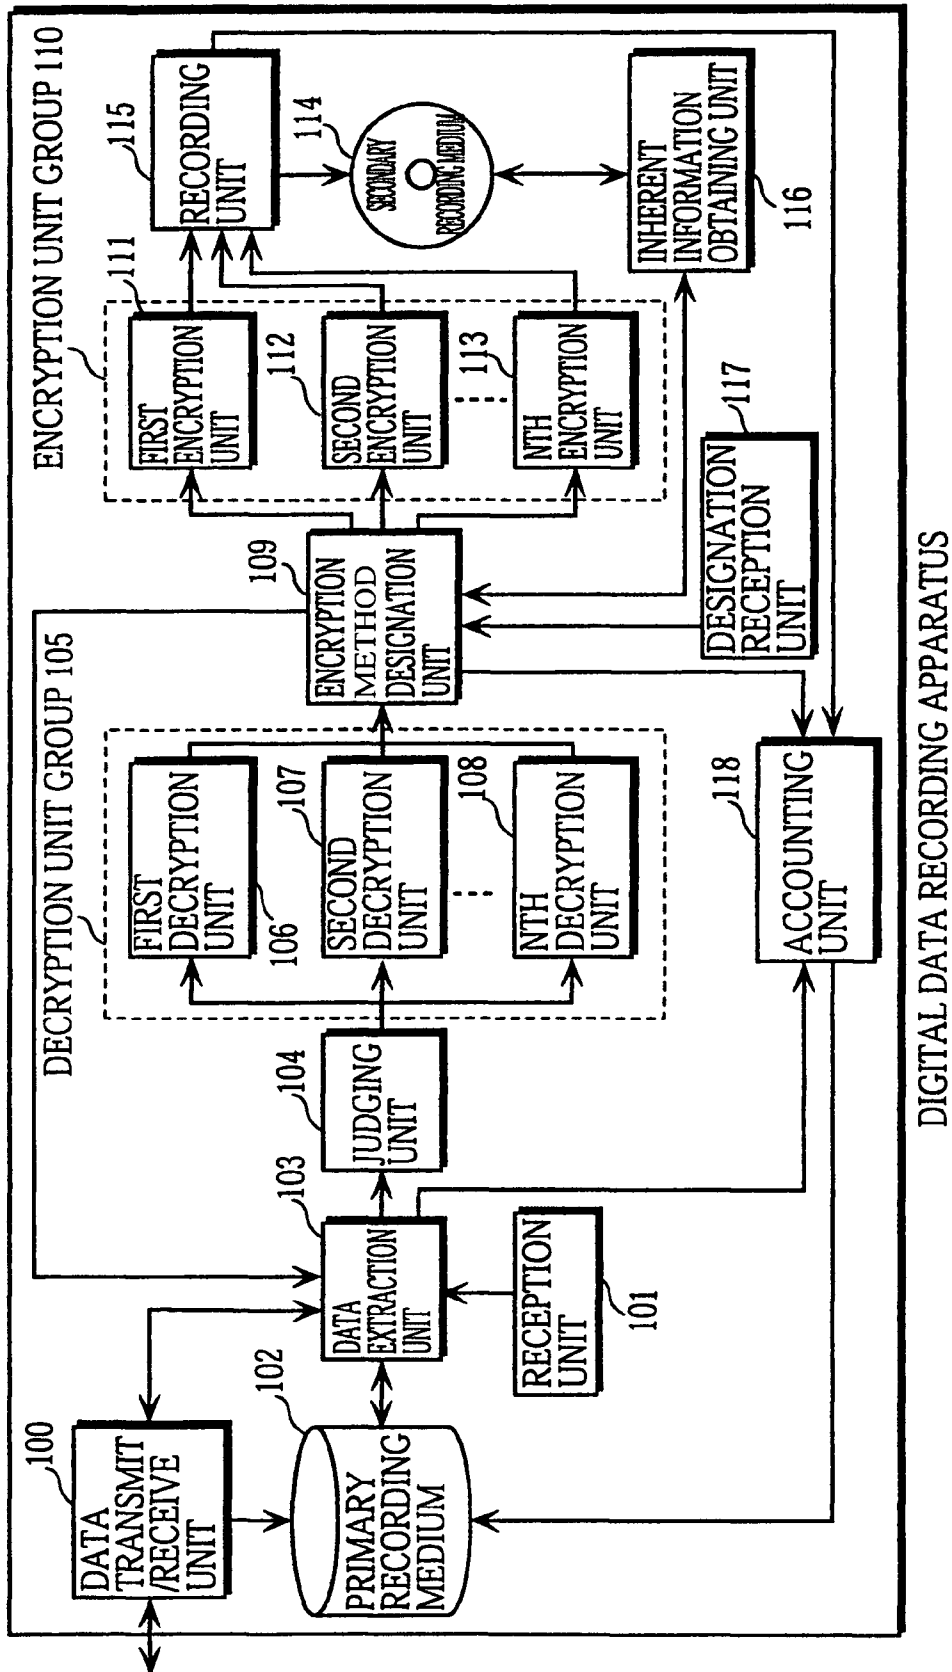 ENCRYPTION UNIT GROUP 110
DECRYPTION UNIT GROUP 105
100
DATA
TRANSMIT
/RECEIVE
UNIT
102
PRIMARY
RECORDING
MEDIUM
103
DATA
EXTRACTION
UNIT
RECEPTION
UNIT
101
104
JUDGING
UNIT
FIRST
DECRYPTION
UNIT
106
107
SECOND
DECRYPTION
UNIT
108
NTH
DECRYPTION
UNIT
109
ENCRYPTION
METHOD
DESIGNATION
UNIT
111
FIRST
ENCRYPTION
UNIT
112
SECOND
ENCRYPTION
UNIT
113
NTH
ENCRYPTION
UNIT
115
RECORDING
UNIT
114
SECONDARY
RECORDING MEDIUM
INHERENT
INFORMATION
OBTAINING UNIT
116
117
DESIGNATION
RECEPTION
UNIT
118
ACCOUNTING
UNIT
DIGITAL DATA RECORDING APPARATUS